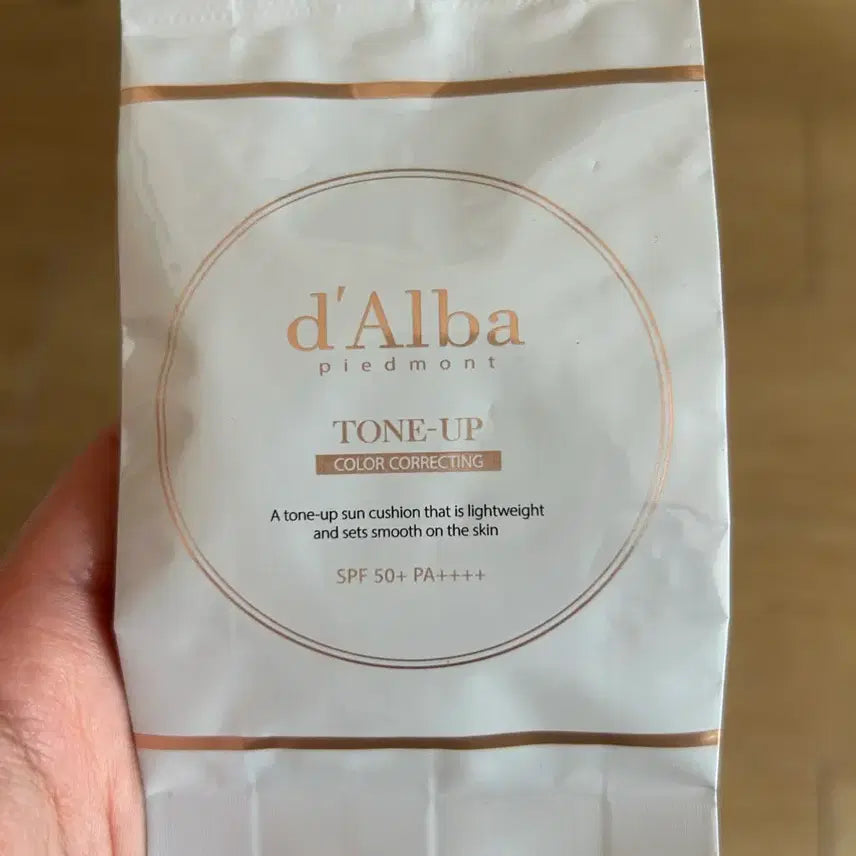 d'Alba
piedmont
TONE-UP
COLOR CORRECTING
A tone-up sun cushion that is lightweight
and sets smooth on the skin
SPF 50+ PA++++